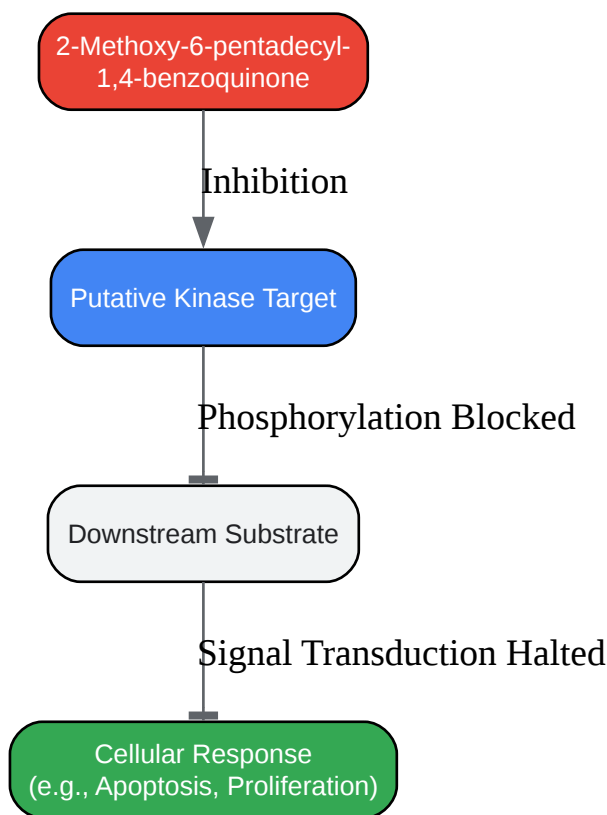 2-Methoxy-6-pentadecyl-
1,4-benzoquinone
Inhibition
Putative Kinase Target
Phosphorylation Blocked
Downstream Substrate
Signal Transduction Halted
Cellular Response
(e.g., Apoptosis, Proliferation)